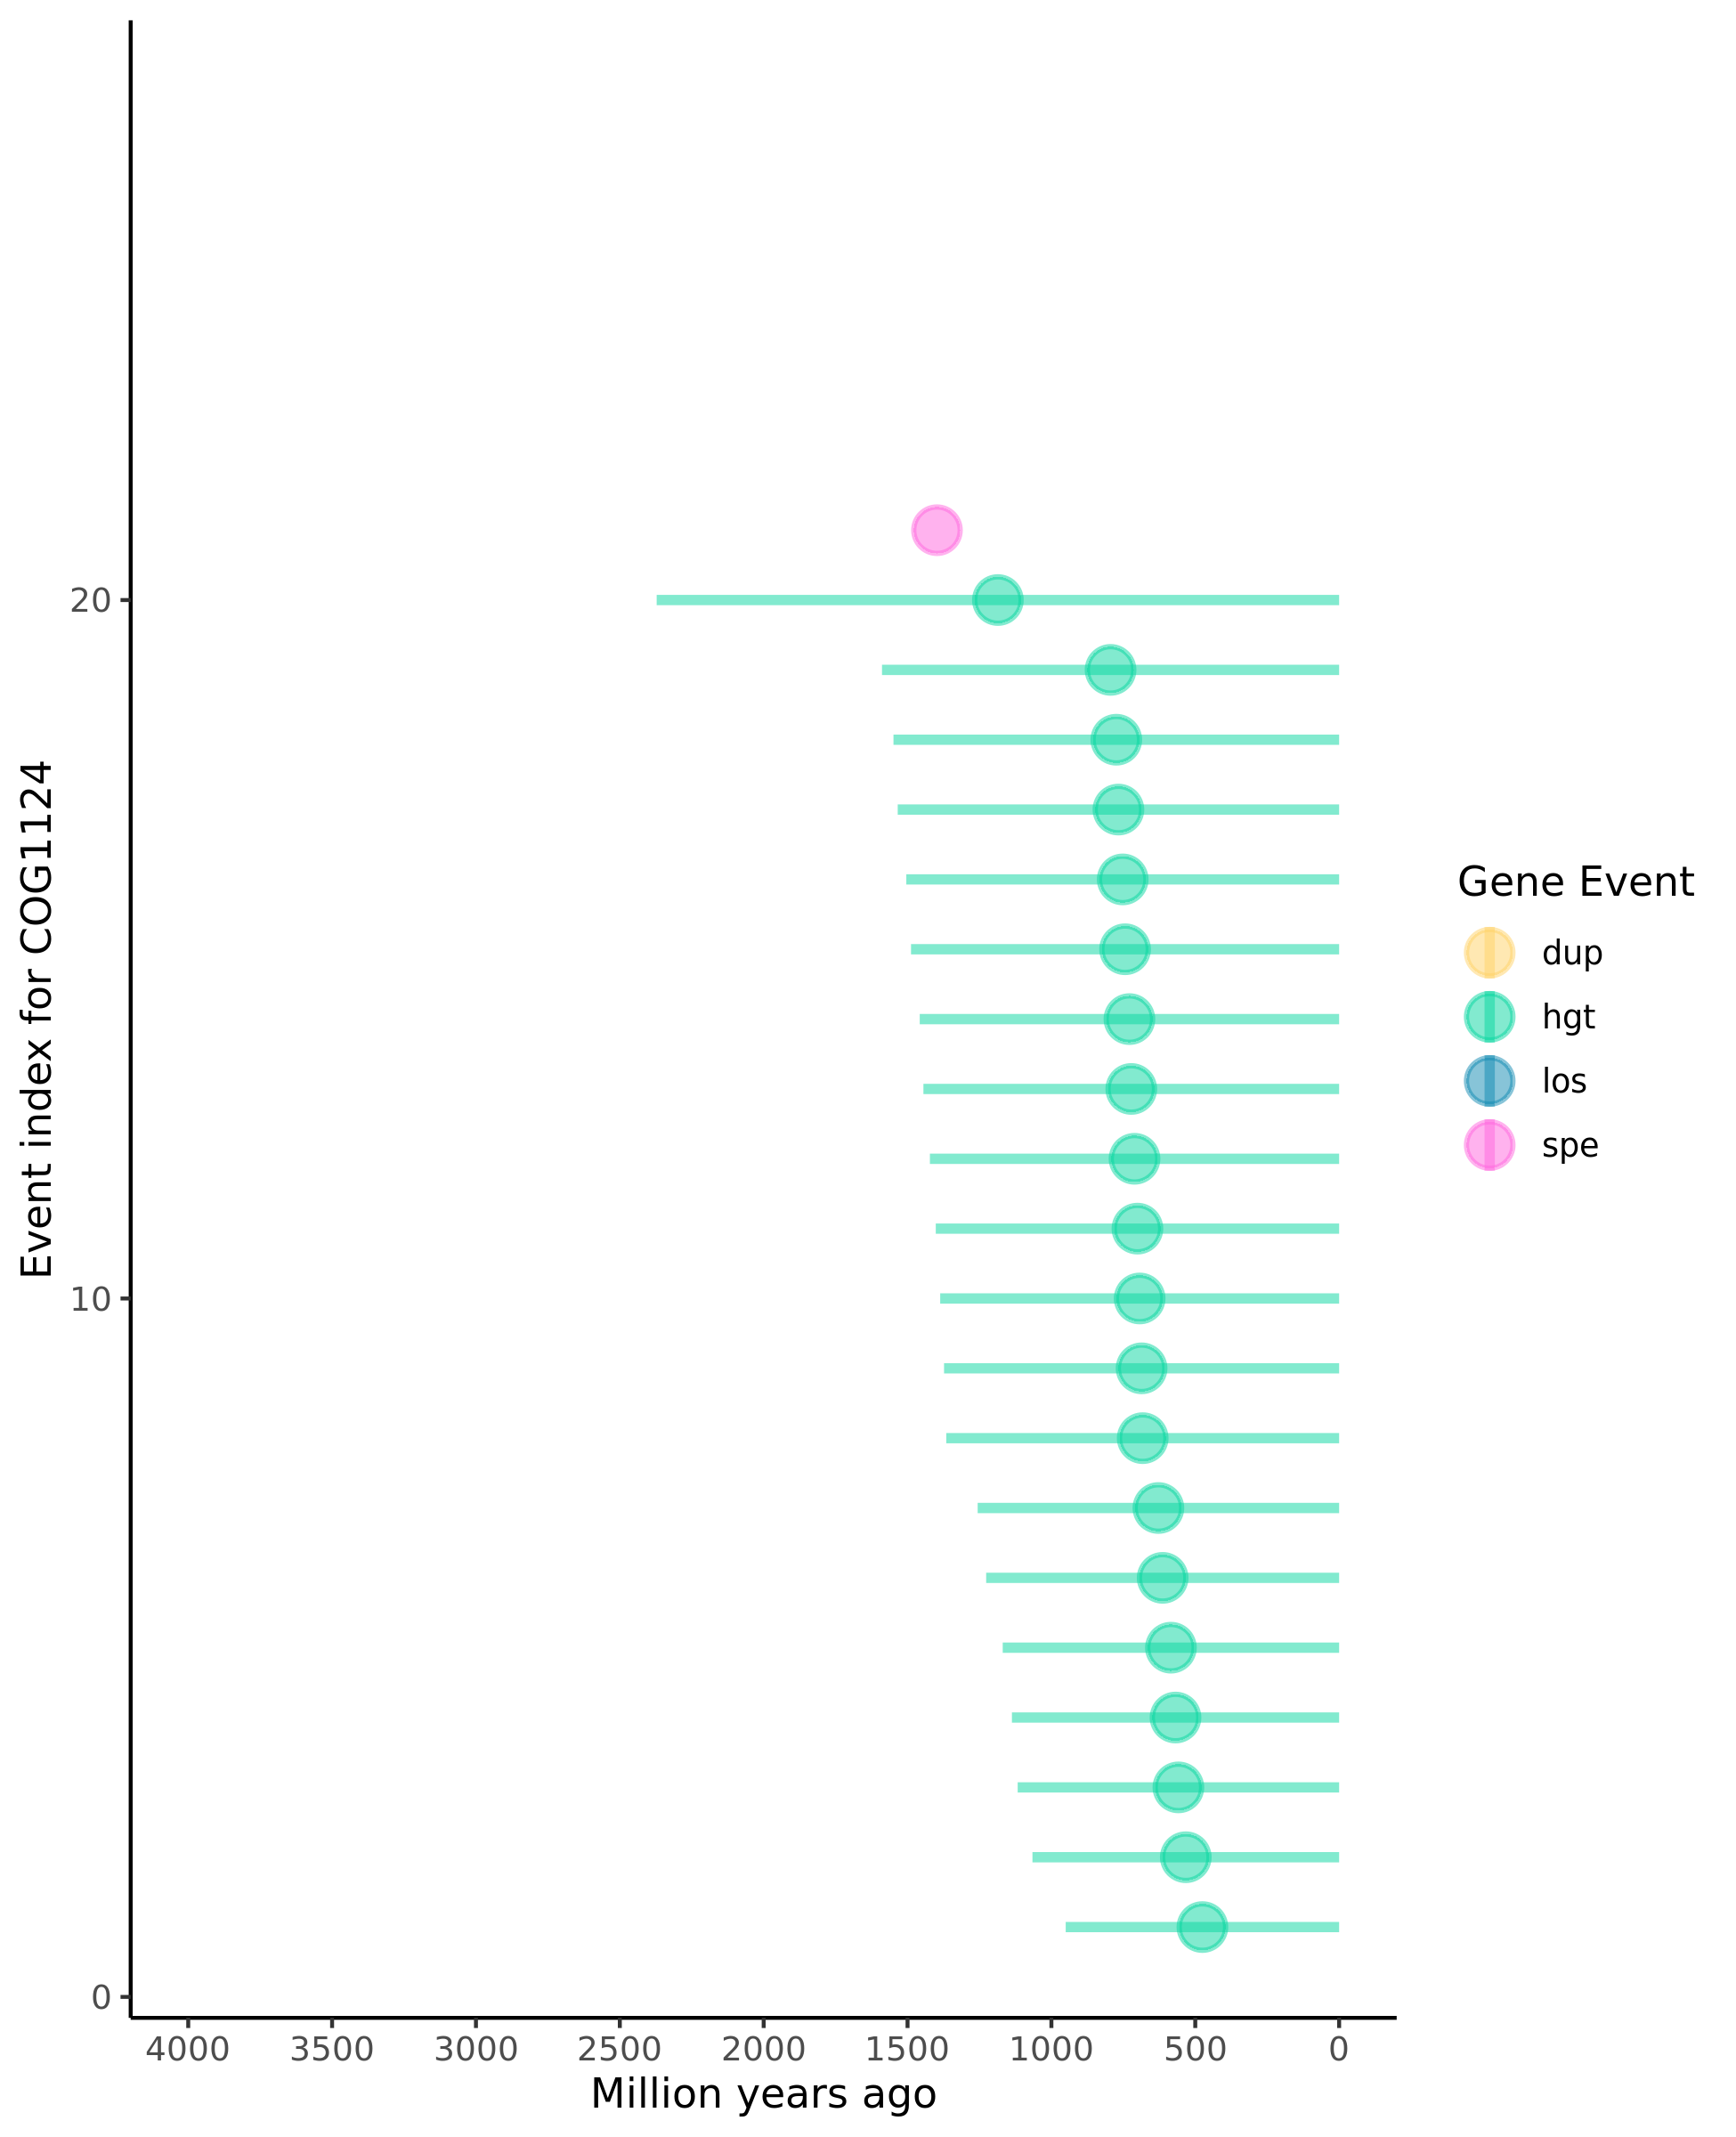 Event index for COG1124
20
10
0
4000 3500 3000 2500 2000 1500 1000 500 0
Million years ago
Gene Event
dup
hgt
los
spe